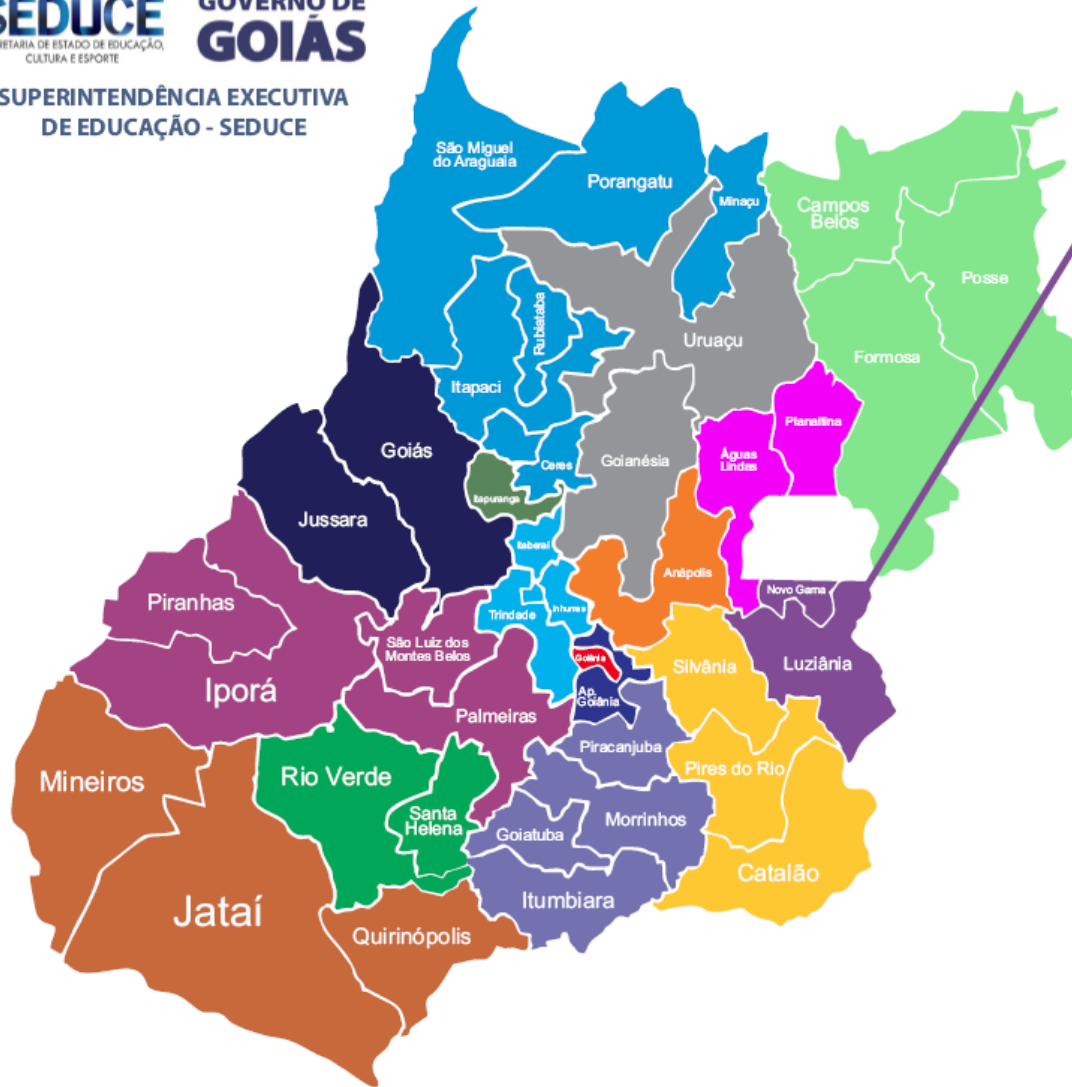 SEDUCE
RETARIA DE ESTADO DE EDUCAÇÃO,
CULTURA E ESPORTE
GOVERNO DE
GOIÁS
SUPERINTENDÊNCIA EXECUTIVA
DE EDUCAÇÃO - SEDUCE
São Miguel
do Araguaia
Porangatu
Minaçu
Campos
Belos
Posse
Rubiataba
Uruaçu
Formosa
Itapaci
Planaltina
Goiás
Ceres
Goianésia
Águas
Lindas
Itapuranga
Jussara
Itaberaí
Anápolis
Novo Gama
Piranhas
Trindade
Inhumas
São Luiz dos
Montes Belos
Goiânia
Silvânia
Luziânia
Iporá
Ap.
Goiânia
Palmeiras
Piracanjuba
Mineiros
Rio Verde
Pires do Rio
Santa
Helena
Goiatuba
Morrinhos
Catalão
Jataí
Itumbiara
Quirinópolis